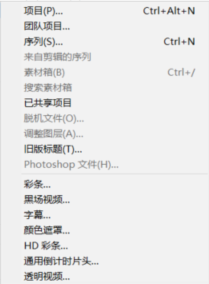 项目(P)... Ctrl+Alt+N
团队项目...
序列(S)... Ctrl+N
来自剪辑的序列
素材箱(B) Ctrl+/
搜索素材箱
已共享项目
脱机文件(O)...
调整图层(A)...
旧版标题(T)...
Photoshop 文件(H)...
彩条...
黑场视频...
字幕...
颜色遮罩...
HD 彩条...
通用倒计时片头...
透明视频...